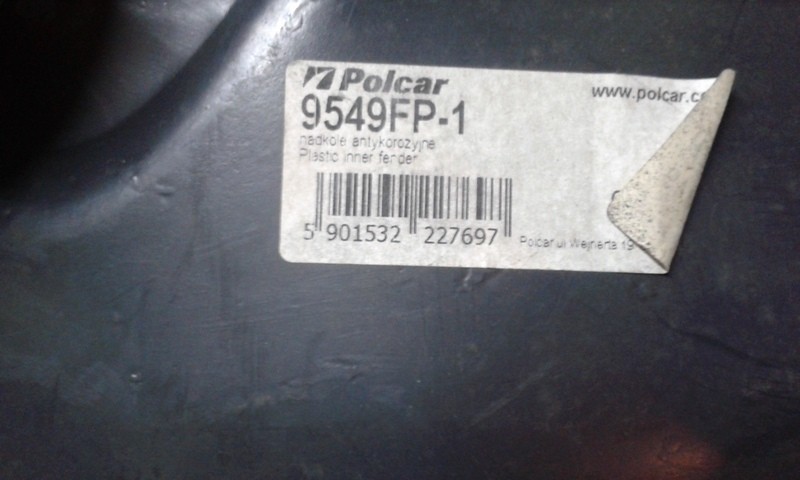 Polcar
www.polcar.c
9549FP-1
nadkole antykorozyjne
Plastic inner fender
5 901532 227697
Polcar ul Wejnerta 19